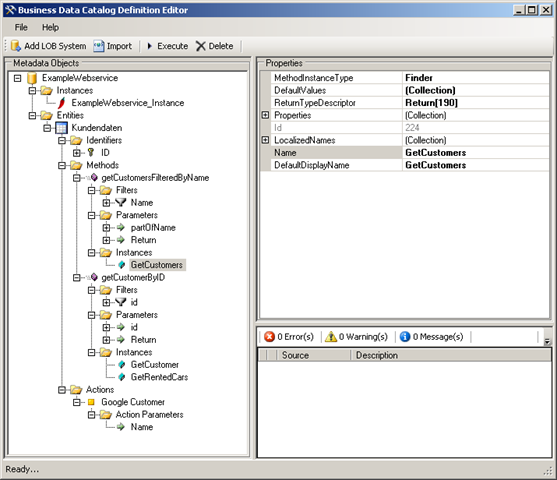 Business Data Catalog Definition Editor
File Help
Add LOB System Import Execute Delete
Metadata Objects
ExampleWebservice
Instances
ExampleWebservice_Instance
Entities
Kundendaten
Identifiers
ID
Methods
getCustomersFilteredByName
Filters
Name
Parameters
partOfName
Return
Instances
GetCustomers
getCustomerByID
Filters
id
Parameters
id
Return
Instances
GetCustomer
GetRentedCars
Actions
Google Customer
Action Parameters
Name
Properties
MethodInstanceType Finder
DefaultValues (Collection)
ReturnTypeDescriptor Return[190]
Properties (Collection)
Id 224
LocalizedNames (Collection)
Name GetCustomers
DefaultDisplayName GetCustomers
0 Error(s) 0 Warning(s) 0 Message(s)
Source Description
Ready...